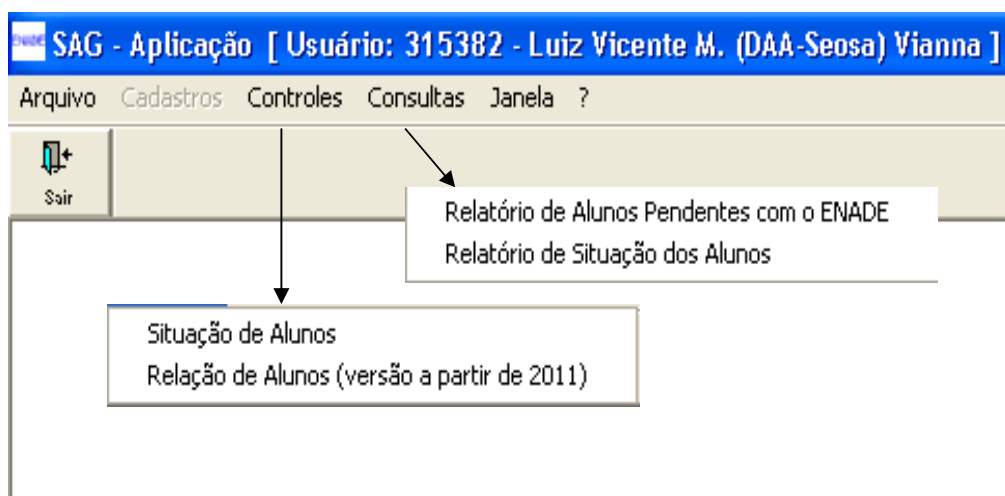 ENADE SAG - Aplicação [ Usuário: 315382 - Luiz Vicente M. (DAA-Seosa) Vianna ]
Arquivo Cadastros Controles Consultas Janela ?
Sair
Relatório de Alunos Pendentes com o ENADE
Relatório de Situação dos Alunos
Situação de Alunos
Relação de Alunos (versão a partir de 2011)